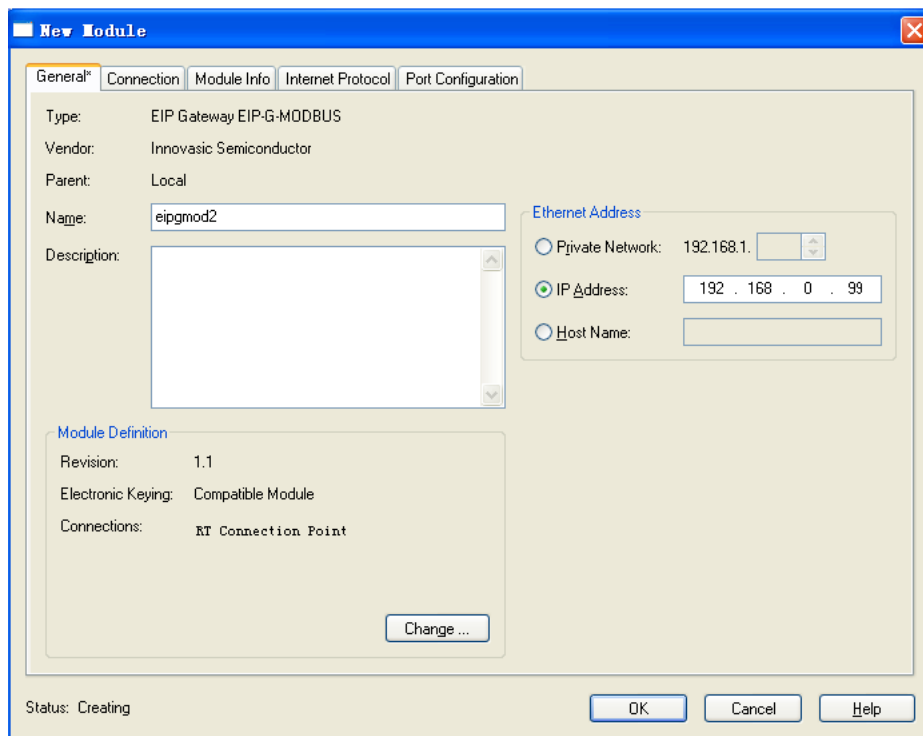 New Module
General* Connection Module Info Internet Protocol Port Configuration
Type: EIP Gateway EIP-G-MODBUS
Vendor: Innovasic Semiconductor
Parent: Local
Name: eipgmod2
Description:
Ethernet Address
Private Network: 192.168.1.
IP Address: 192 . 168 . 0 . 99
Host Name:
Module Definition
Revision: 1.1
Electronic Keying: Compatible Module
Connections: RT Connection Point
Change ...
Status: Creating
OK Cancel Help